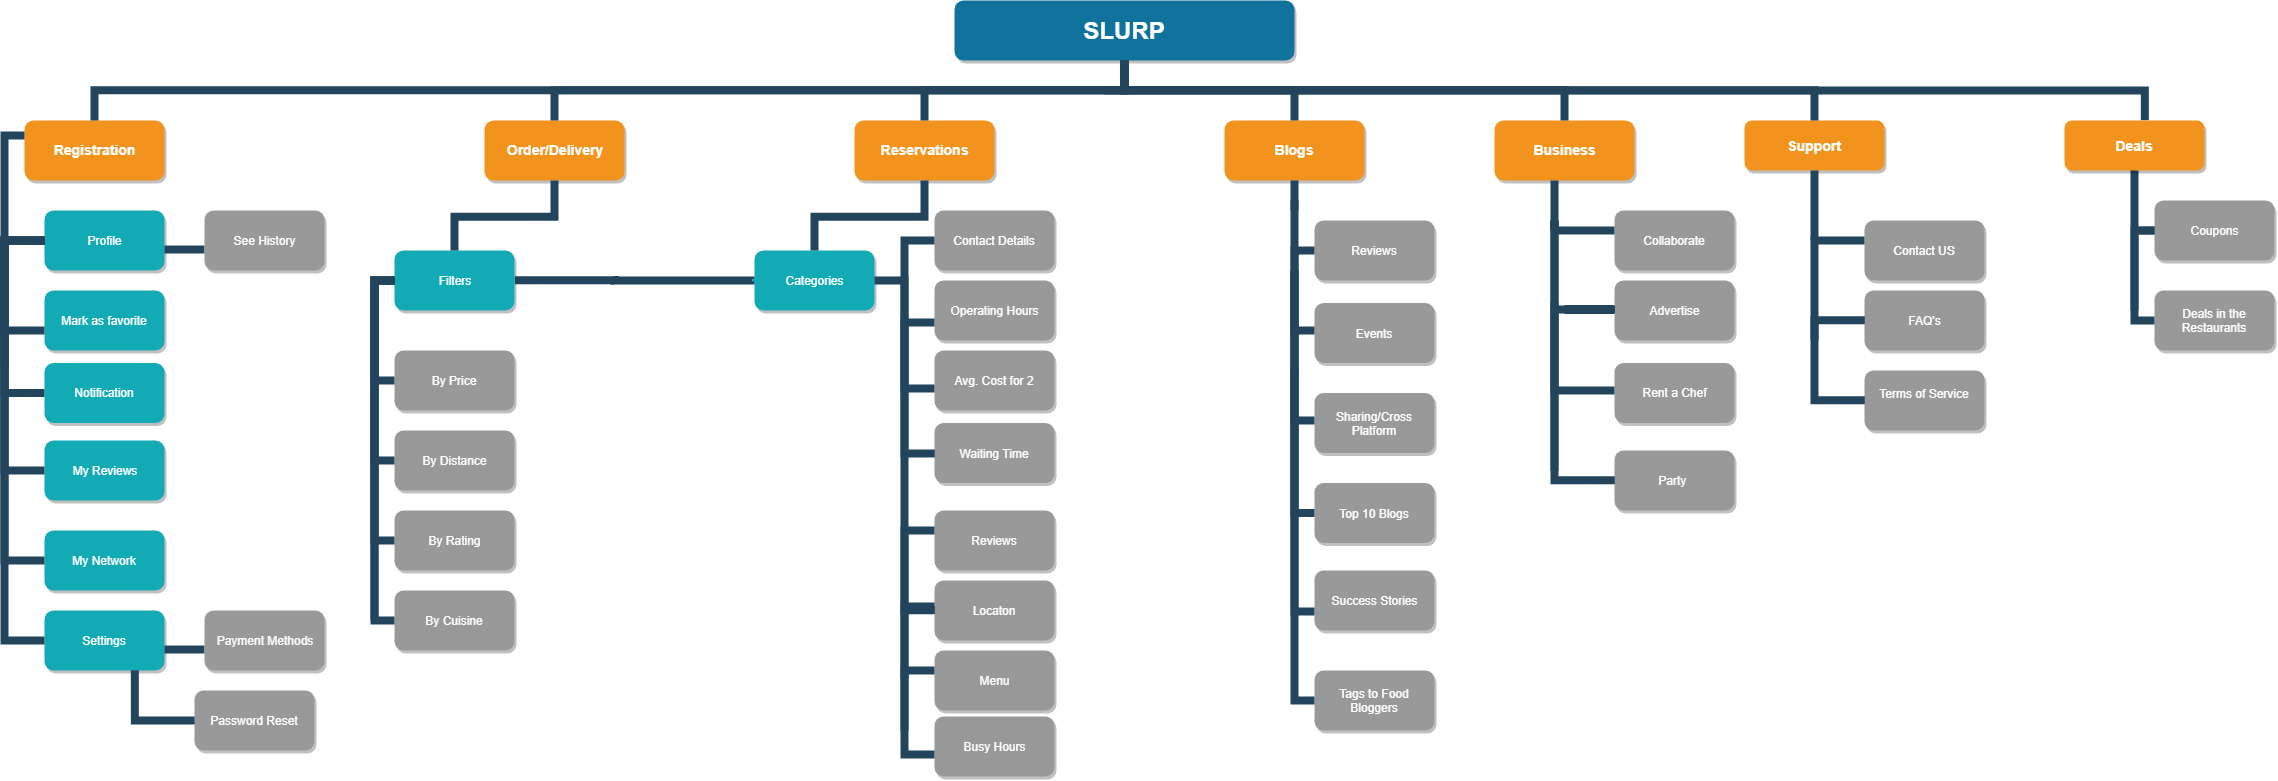 SLURP
Registration
Order/Delivery
Reservations
Blogs
Business
Support
Deals
Profile
See History
Mark as favorite
Notification
My Reviews
My Network
Settings
Payment Methods
Password Reset
Filters
By Price
By Distance
By Rating
By Cuisine
Categories
Contact Details
Operating Hours
Avg. Cost for 2
Waiting Time
Reviews
Locaton
Menu
Busy Hours
Reviews
Events
Sharing/Cross
Platform
Top 10 Blogs
Success Stories
Tags to Food
Bloggers
Collaborate
Advertise
Rent a Chef
Party
Contact US
FAQ's
Terms of Service
Coupons
Deals in the
Restaurants